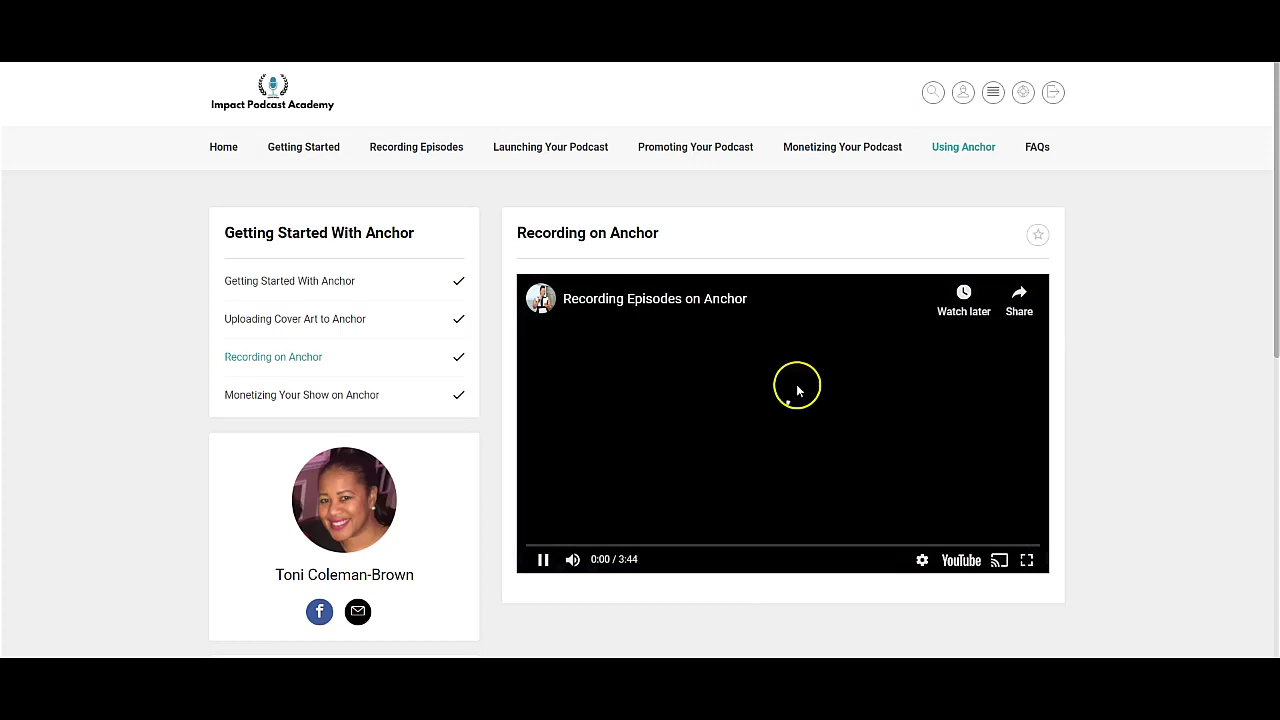 Impact Podcast Academy
Home Getting Started Recording Episodes Launching Your Podcast Promoting Your Podcast Monetizing Your Podcast Using Anchor FAQs
Getting Started With Anchor
Getting Started With Anchor
Uploading Cover Art to Anchor
Recording on Anchor
Monetizing Your Show on Anchor
Toni Coleman-Brown
f
Recording on Anchor
Recording Episodes on Anchor
Watch later Share
0:00 / 3:44
YouTube